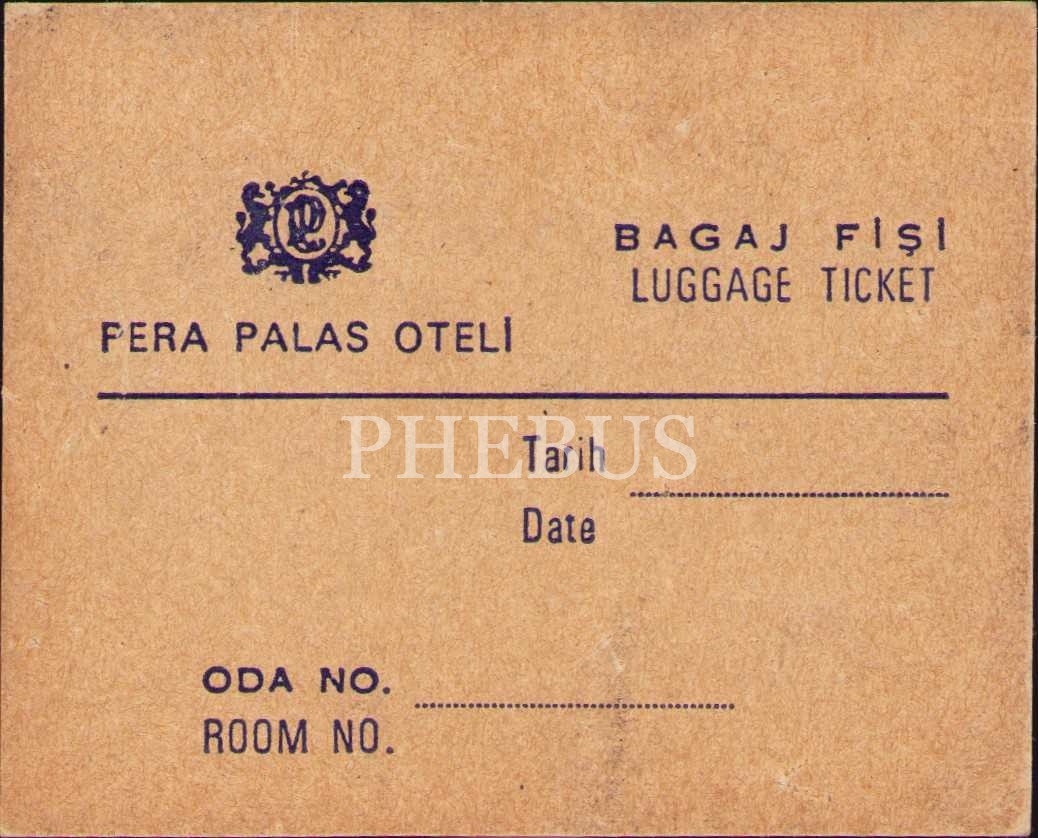 BAGAJ FİŞİ
LUGGAGE TICKET
PERA PALAS OTELİ
PHEBUS
Tarih
Date
ODA NO.
ROOM NO.